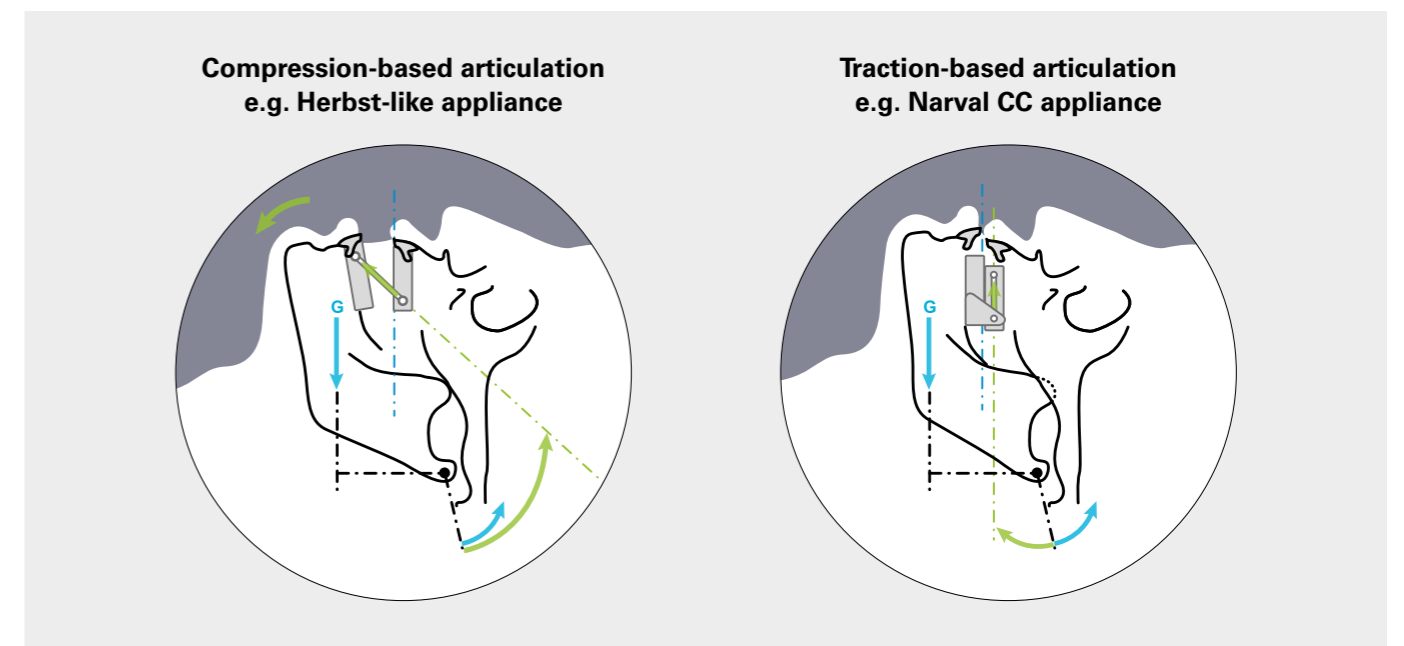 Compression-based articulation
e.g. Herbst-like appliance
Traction-based articulation
e.g. Narval CC appliance
G
G